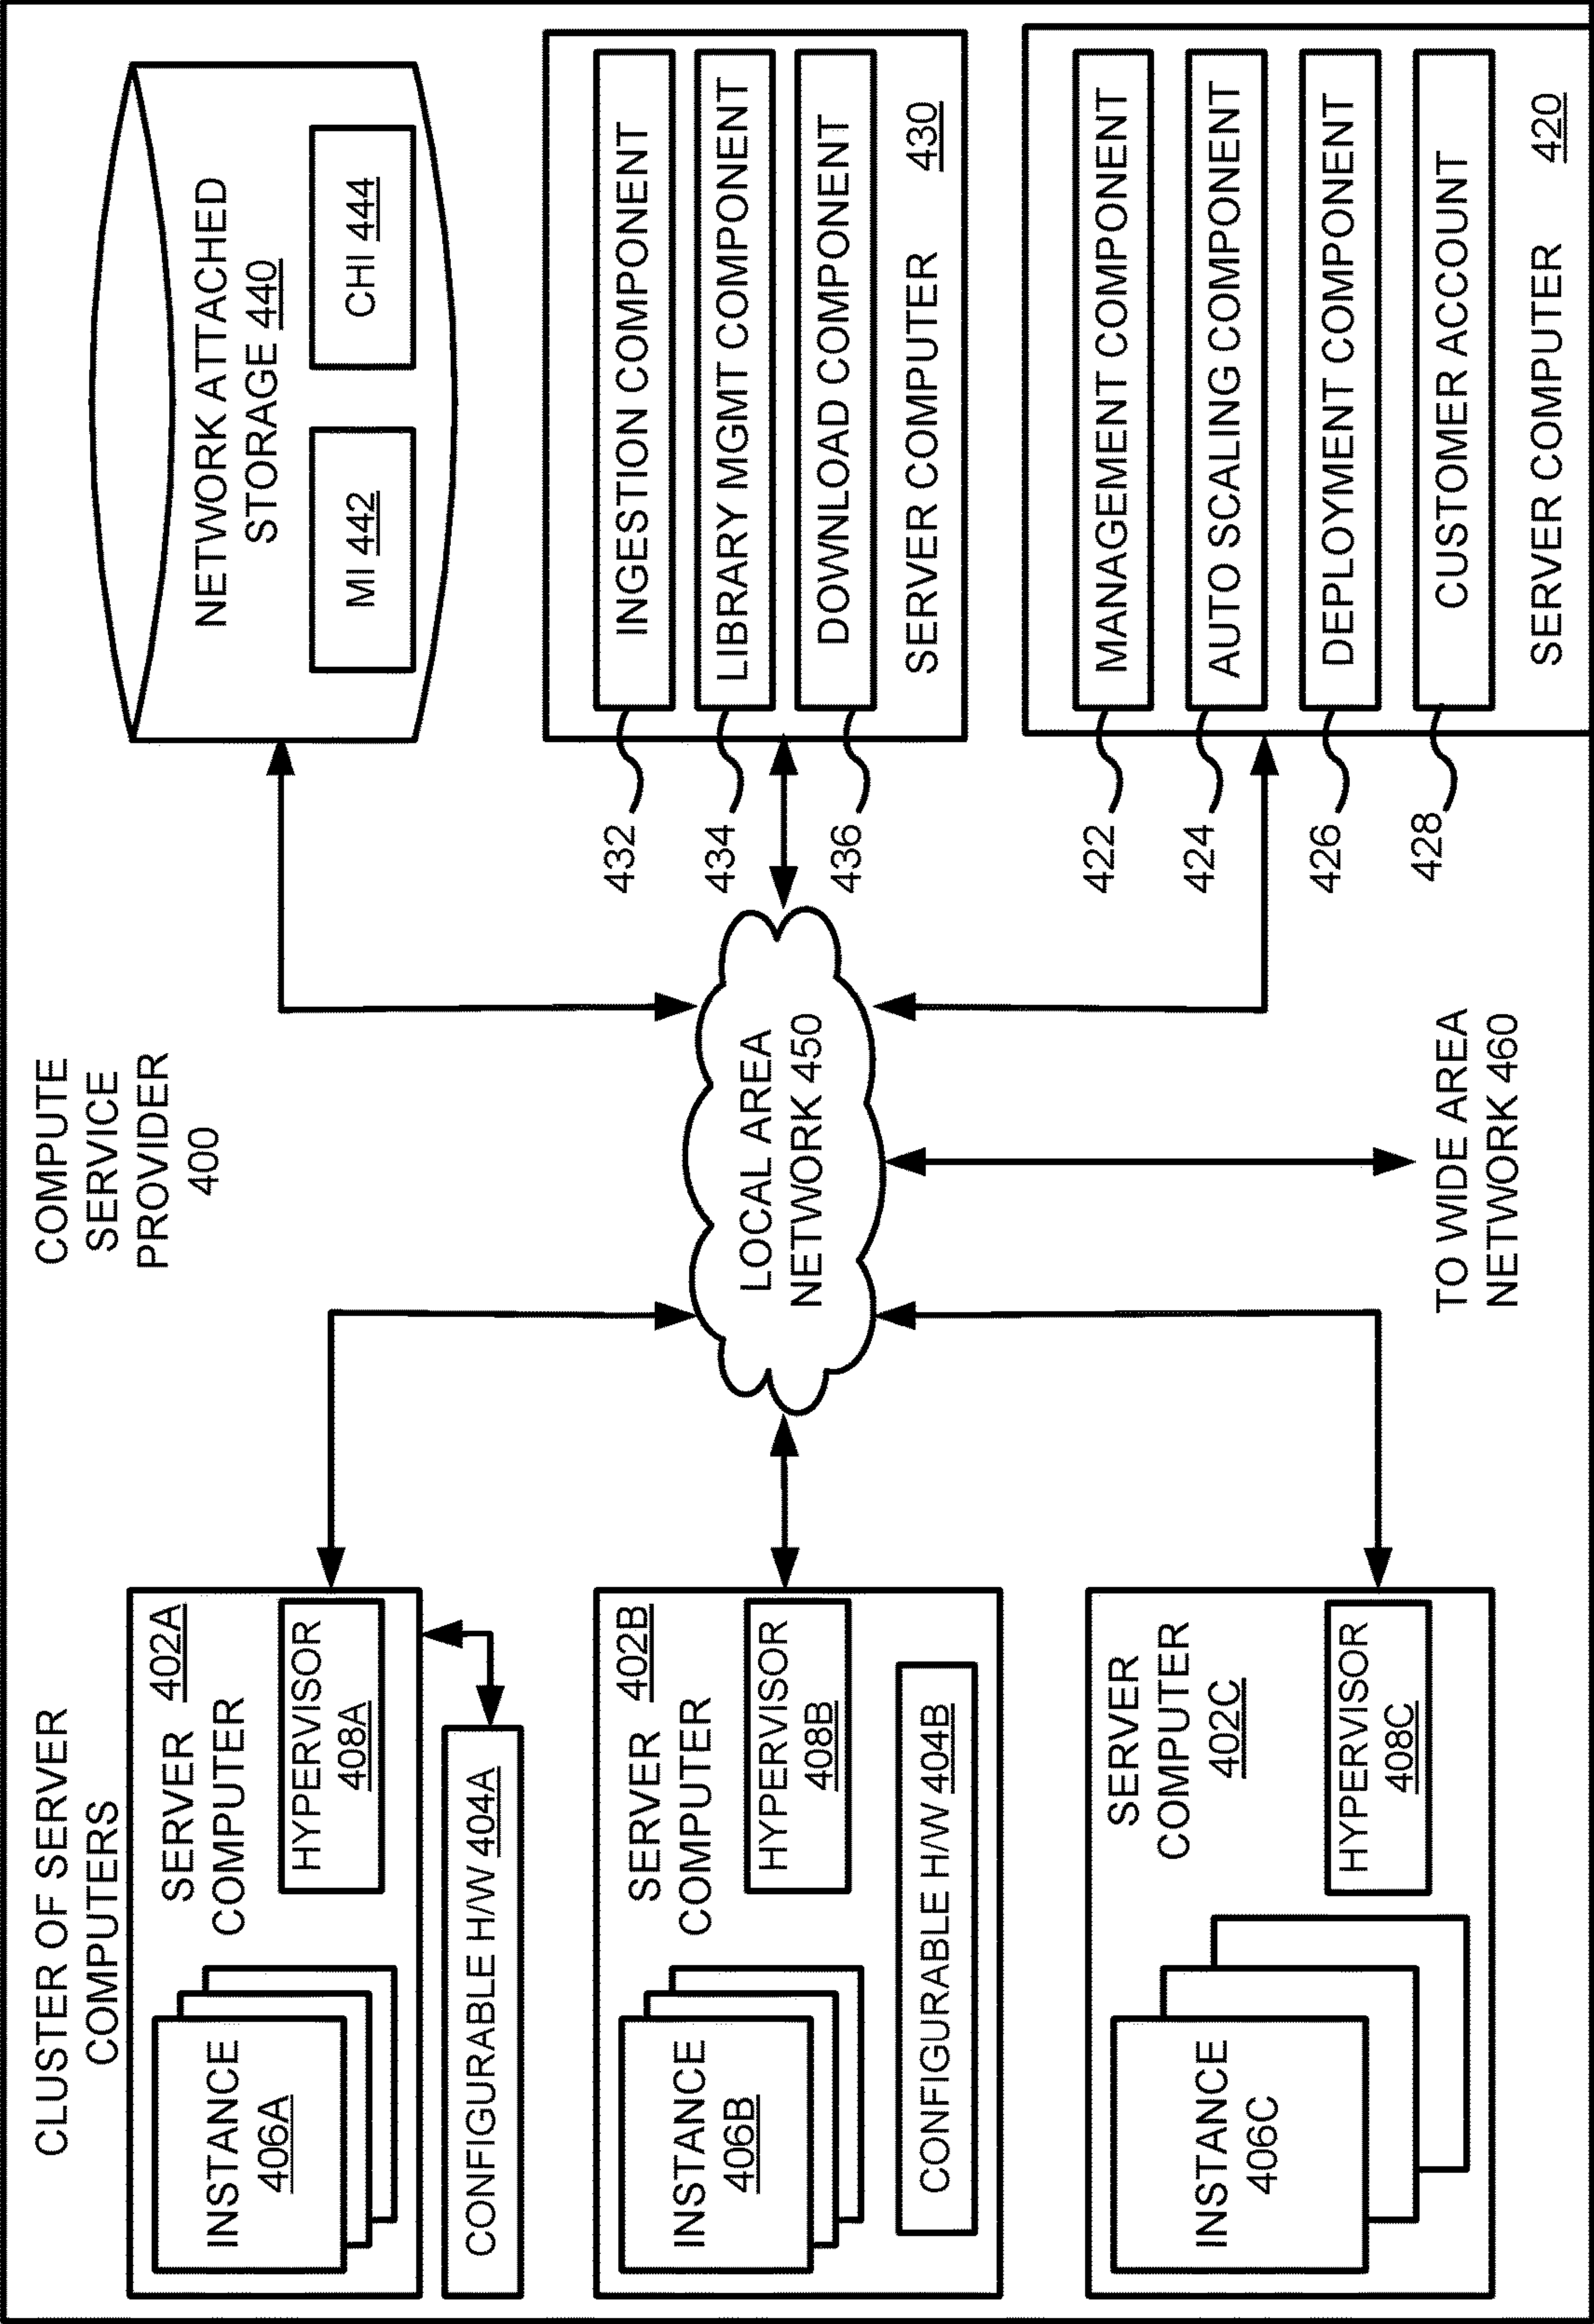 CLUSTER OF SERVER
COMPUTERS
SERVER 402A
COMPUTER
INSTANCE
406A
HYPERVISOR
408A
CONFIGURABLE H/W 404A
SERVER 402B
COMPUTER
INSTANCE
406B
HYPERVISOR
408B
CONFIGURABLE H/W 404B
SERVER
COMPUTER
402C
INSTANCE
406C
HYPERVISOR
408C
COMPUTE
SERVICE
PROVIDER
400
LOCAL AREA
NETWORK 450
TO WIDE AREA
NETWORK 460
NETWORK ATTACHED
STORAGE 440
MI 442
CHI 444
432
INGESTION COMPONENT
434
LIBRARY MGMT COMPONENT
436
DOWNLOAD COMPONENT
SERVER COMPUTER 430
422
MANAGEMENT COMPONENT
424
AUTO SCALING COMPONENT
426
DEPLOYMENT COMPONENT
428
CUSTOMER ACCOUNT
SERVER COMPUTER 420